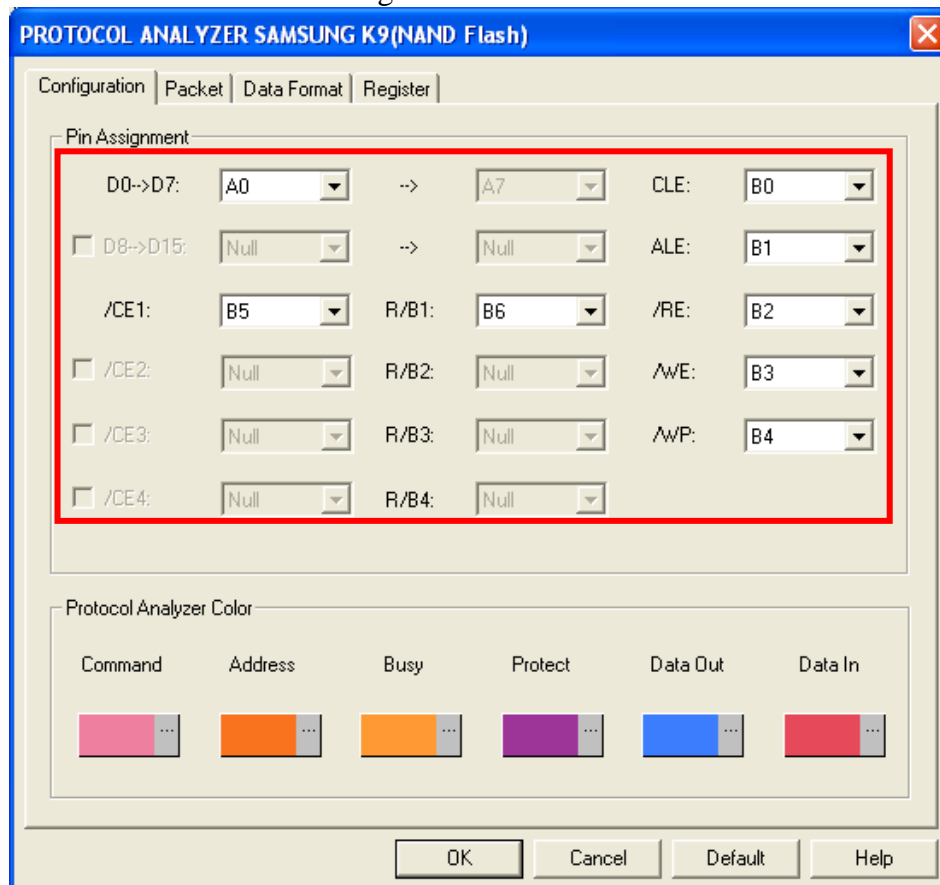 PROTOCOL ANALYZER SAMSUNG K9(NAND Flash)
Configuration Packet Data Format Register
Pin Assignment
D0-->D7: A0 --> A7 CLE: B0
D8-->D15: Null --> Null ALE: B1
/CE1: B5 R/B1: B6 /RE: B2
/CE2: Null R/B2: Null /WE: B3
/CE3: Null R/B3: Null /WP: B4
/CE4: Null R/B4: Null
Protocol Analyzer Color
Command Address Busy Protect Data Out Data In
... ... ... ... ... ...
OK Cancel Default Help